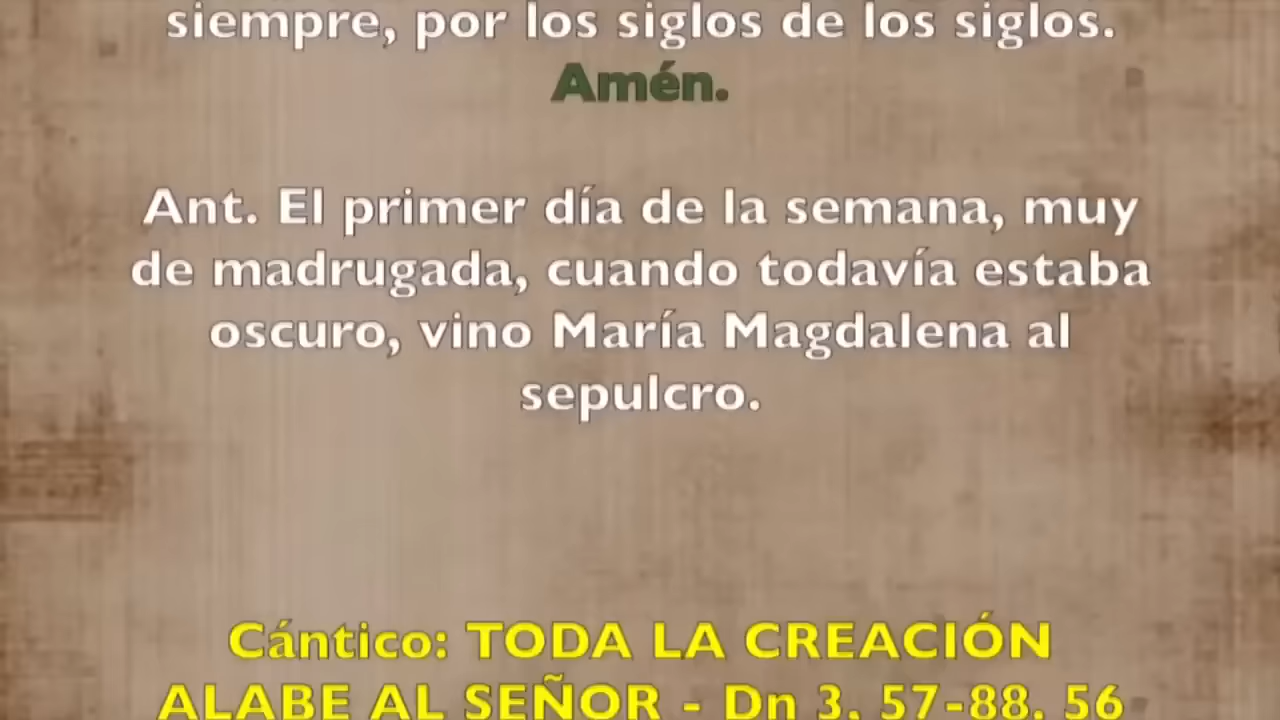 siempre, por los siglos de los siglos.
Amén.
Ant. El primer día de la semana, muy
de madrugada, cuando todavía estaba
oscuro, vino María Magdalena al
sepulcro.
Cántico: TODA LA CREACIÓN
ALABE AL SEÑOR - Dn 3, 57-88. 56